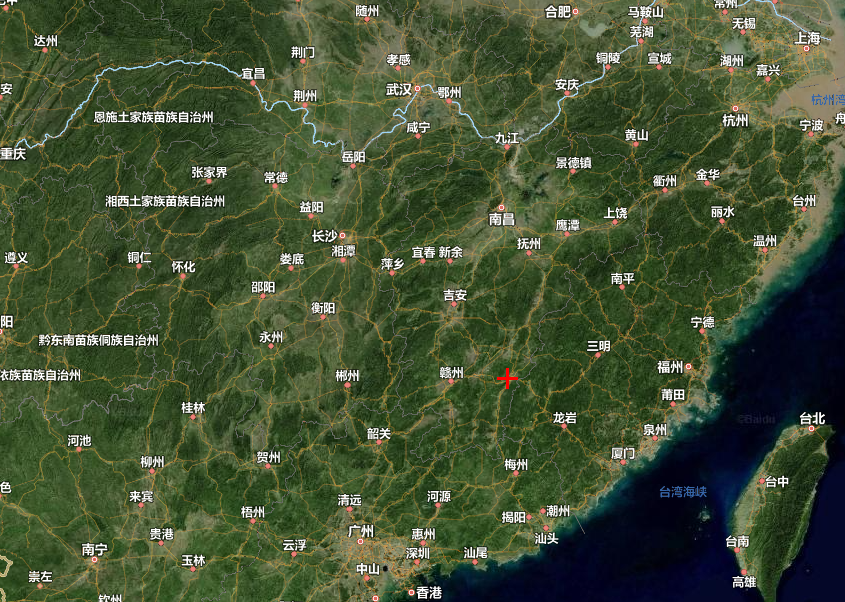 随州
合肥
马鞍山
常州
达州
芜湖
无锡
上海
荆门
孝感
铜陵
宣城
湖州
嘉兴
安
宜昌
荆州
武汉
鄂州
安庆
杭州湾
恩施土家族苗族自治州
咸宁
九江
黄山
杭州
宁波
舟
重庆
岳阳
景德镇
张家界
常德
衢州
金华
湘西土家族苗族自治州
益阳
南昌
上饶
丽水
台州
长沙
鹰潭
湘潭
宜春
新余
抚州
温州
遵义
铜仁
怀化
娄底
萍乡
邵阳
吉安
南平
衡阳
阳
黔东南苗族侗族自治州
永州
三明
宁德
依族苗族自治州
郴州
赣州
福州
桂林
莆田
Baidu
©Baidu
河池
韶关
龙岩
泉州
台北
柳州
贺州
梅州
厦门
色
来宾
清远
河源
台湾海峡
台中
贵港
梧州
揭阳
潮州
南宁
玉林
云浮
广州
惠州
汕头
台南
深圳
汕尾
崇左
中山
高雄
钦州
香港